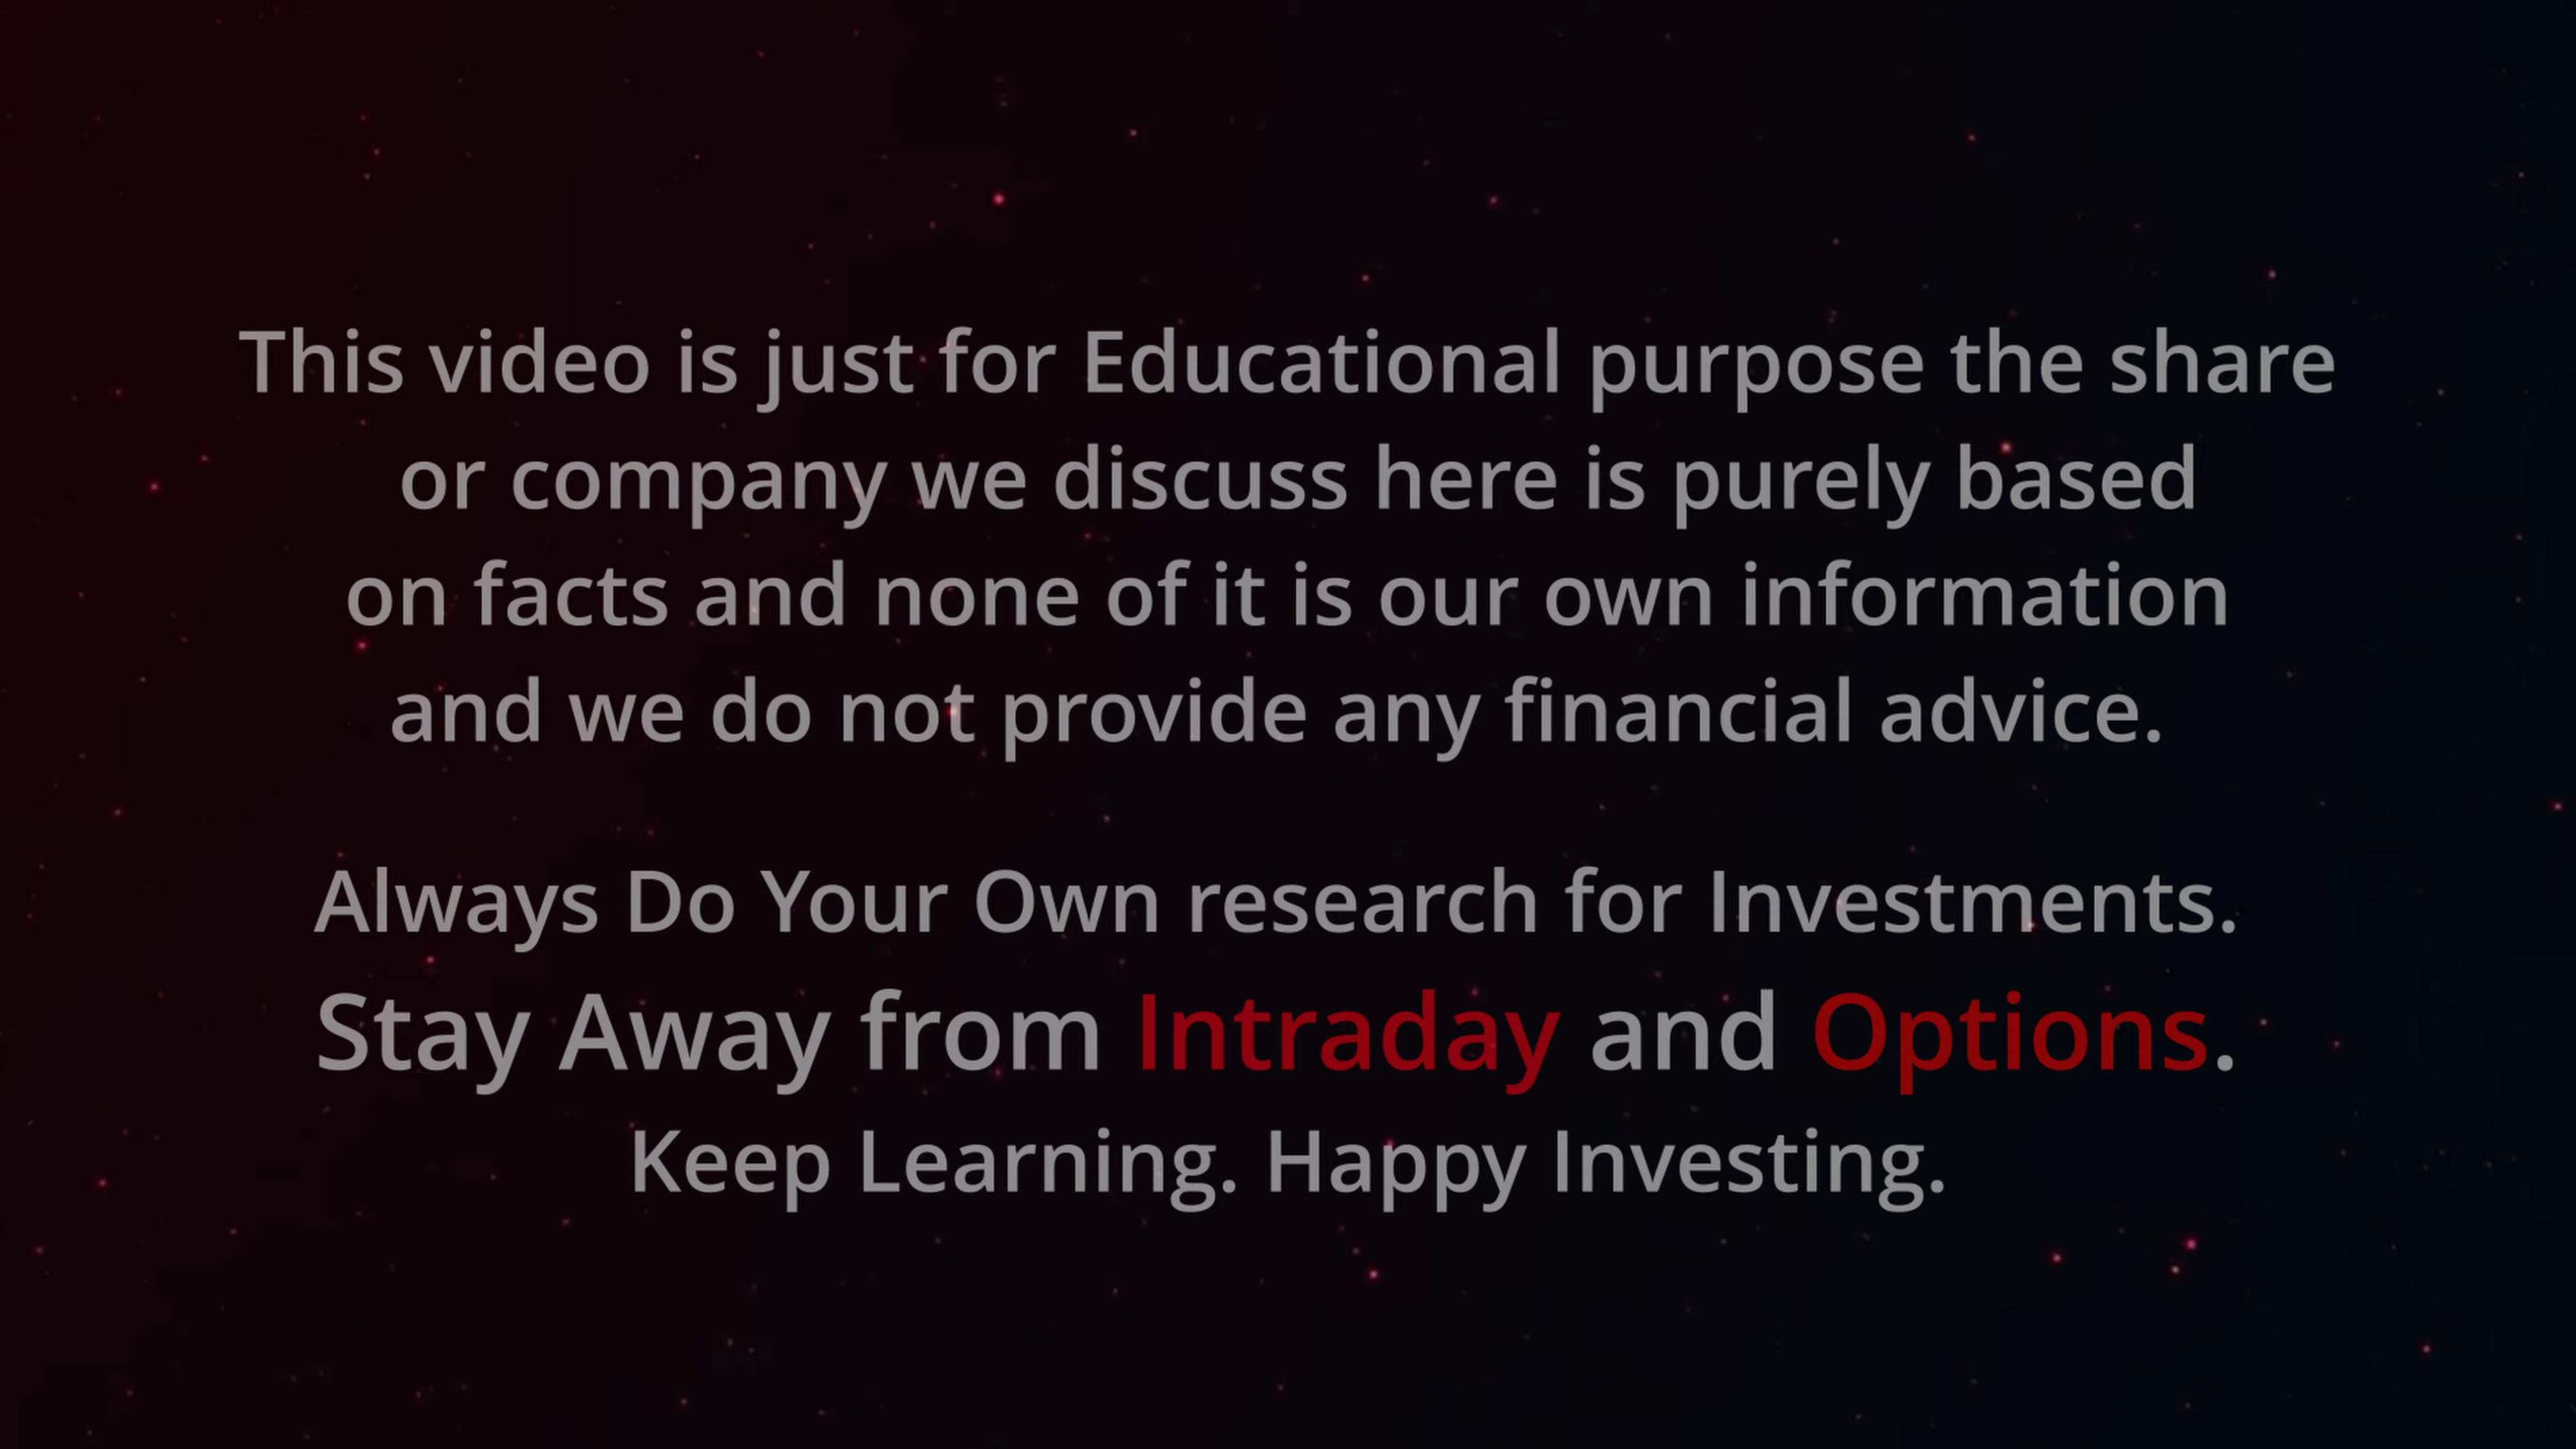 This video is just for Educational purpose the share
or company we discuss here is purely based
on facts and none of it is our own information
and we do not provide any financial advice.
Always Do Your Own research for Investments.
Stay Away from Intraday and Options.
Keep Learning. Happy Investing.